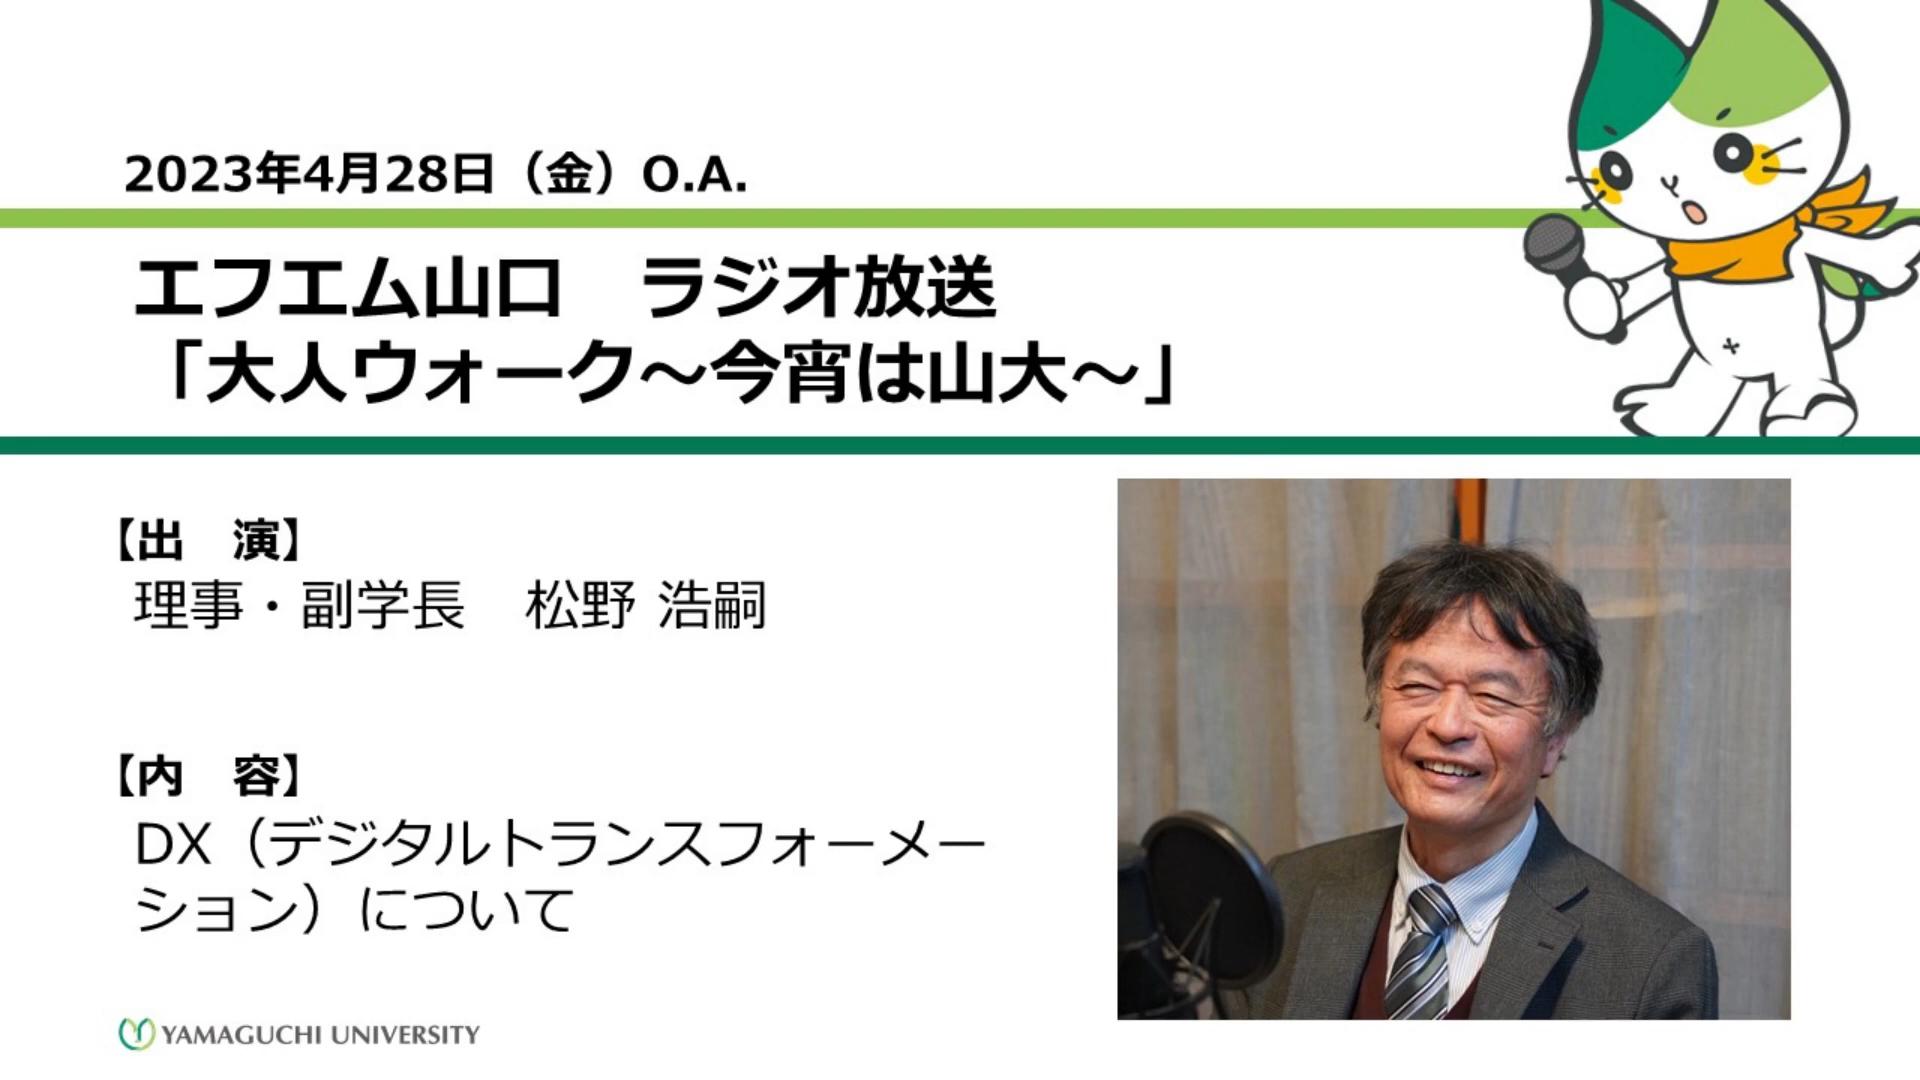 2023年4月28日（金）O.A.
エフエム山口　ラジオ放送
「大人ウォーク～今宵は山大～」
【出　演】
理事・副学長　松野 浩嗣
【内　容】
DX（デジタルトランスフォーメー
ション）について
YAMAGUCHI UNIVERSITY